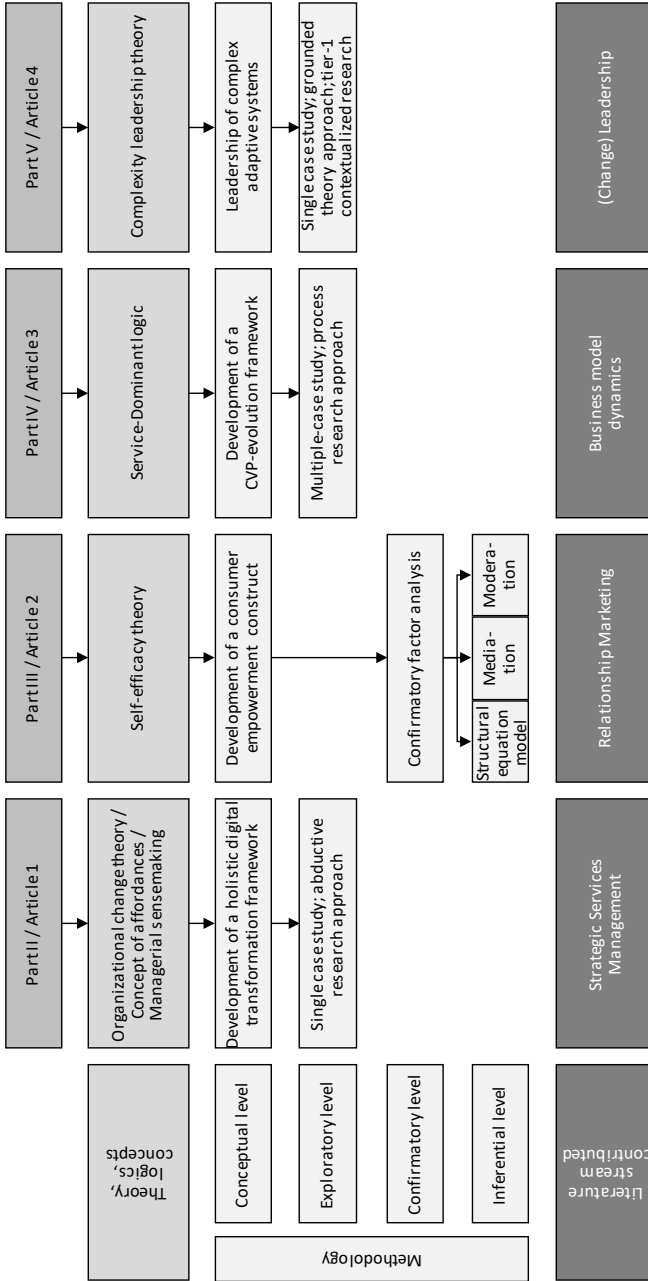 Part II / Article 1
Part III / Article 2
Part IV / Article 3
Part V / Article 4
Theory,
logics,
concepts
Organizational change theory /
Concept of affordances /
Managerial sensemaking
Self-efficacy theory
Service-Dominant logic
Complexity leadership theory
Methodology
Conceptual level
Development of a holistic digital
transformation framework
Development of a consumer
empowerment construct
Development of a
CVP-evolution framework
Leadership of complex
adaptive systems
Exploratory level
Single case study; abductive
research approach
Multiple-case study; process
research approach
Single case study; grounded
theory approach; tier-1
contextualized research
Confirmatory level
Confirmatory factor analysis
Inferential level
Structural
equation
model
Media-
tion
Modera-
tion
Literature
stream
contributed
Strategic Services
Management
Relationship Marketing
Business model
dynamics
(Change) Leadership